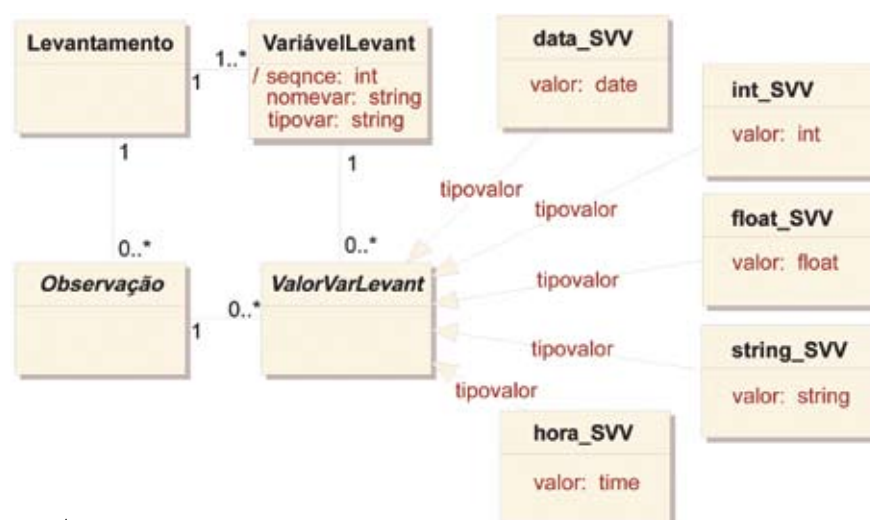 Levantamento
1
1..*
VariávelLevant
/ seqnce: int
nomevar: string
tipovar: string
data_SVV
valor: date
int_SVV
valor: int
1
0..*
1
0..*
tipovalor
tipovalor
float_SVV
valor: float
Observação
1
0..*
ValorVarLevant
tipovalor
tipovalor
tipovalor
string_SVV
valor: string
hora_SVV
valor: time